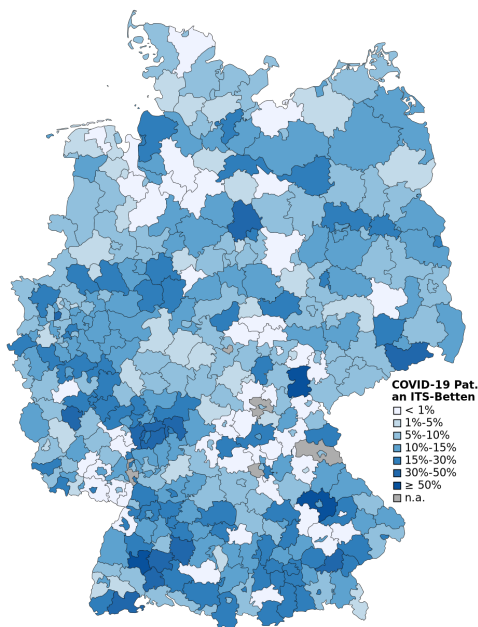 COVID-19 Pat.
an ITS-Betten
< 1%
1%-5%
5%-10%
10%-15%
15%-30%
30%-50%
≥ 50%
n.a.